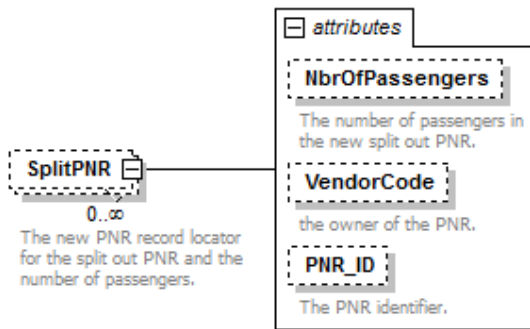 attributes
NbrOfPassengers
The number of passengers in
the new split out PNR.
SplitPNR
0..∞
The new PNR record locator
for the split out PNR and the
number of passengers.
VendorCode
the owner of the PNR.
PNR_ID
The PNR identifier.